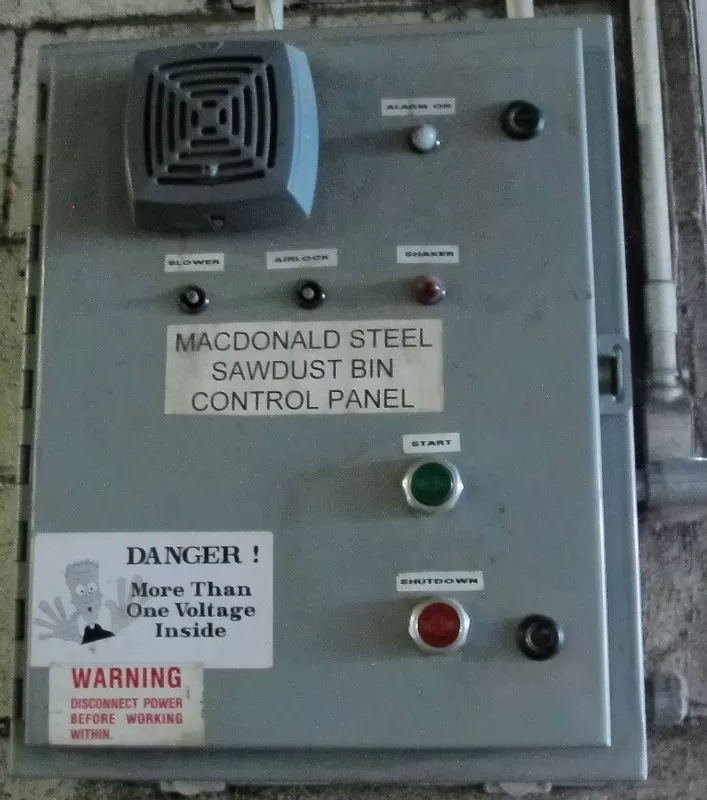 ALARM ON
BLOWER
AIRLOCK
SHAKER
MACDONALD STEEL
SAWDUST BIN
CONTROL PANEL
START
SHUTDOWN
DANGER !
More Than
One Voltage
Inside
WARNING
DISCONNECT POWER
BEFORE WORKING
WITHIN.